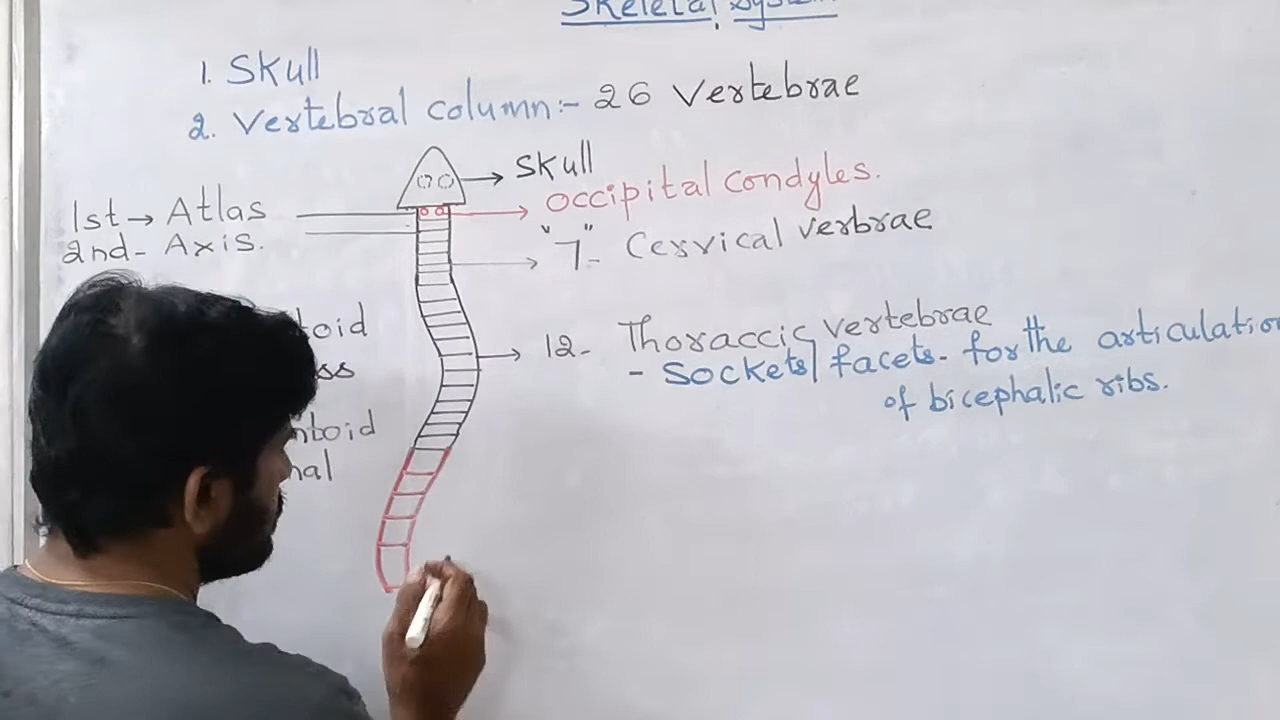 Skeletal System
1. Skull
2. Vertebral column:- 26 Vertebrae
Skull
occipital condyles.
1st → Atlas
2nd - Axis.
"7"- Cervical verbrae
toid
12- Thoraccic vertebrae
- Sockets/facets- for the articulation
ss
of bicephalic ribs.
ntoid
nal